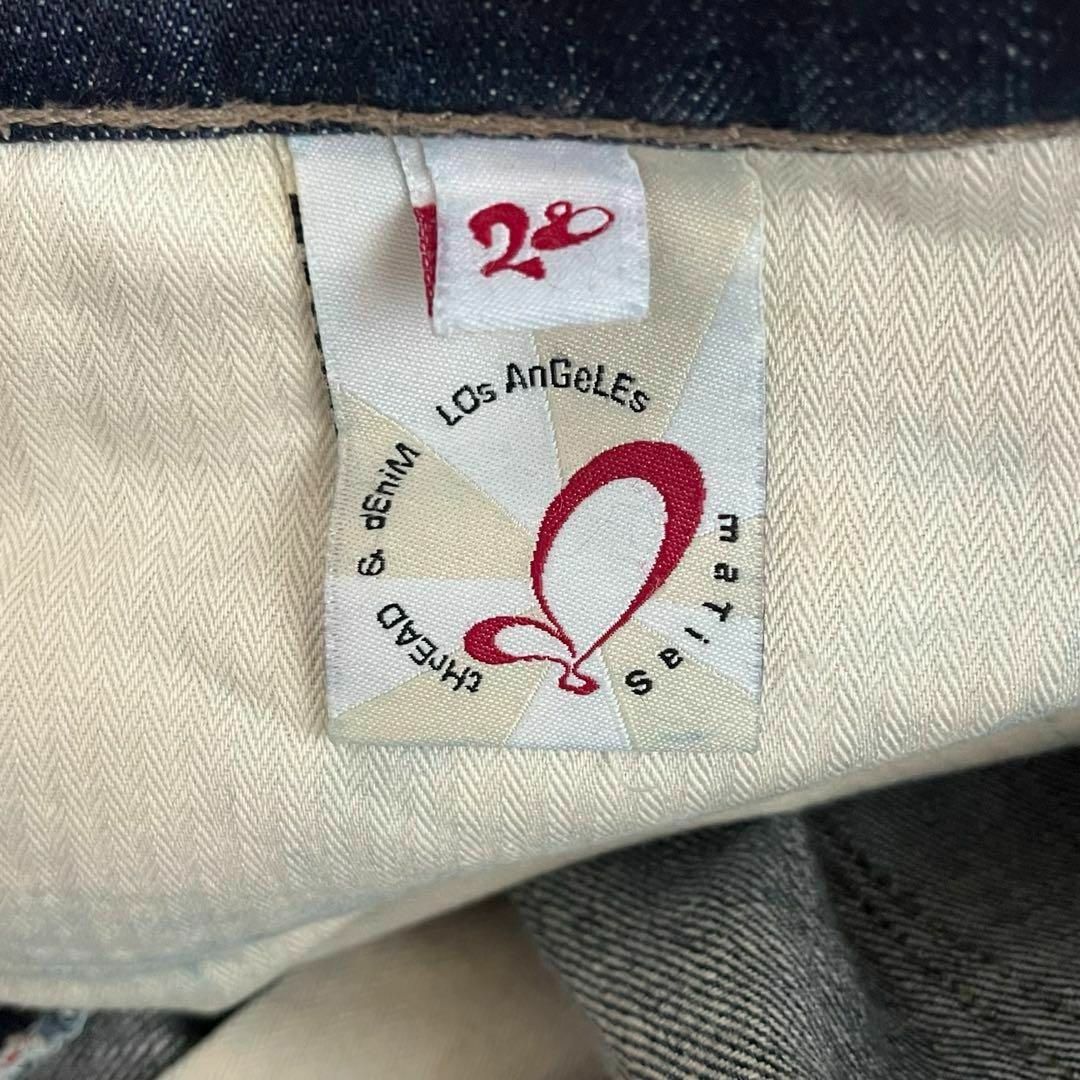 28
LOs AnGeLEs
tHrEAD & dEniM
maTiaS